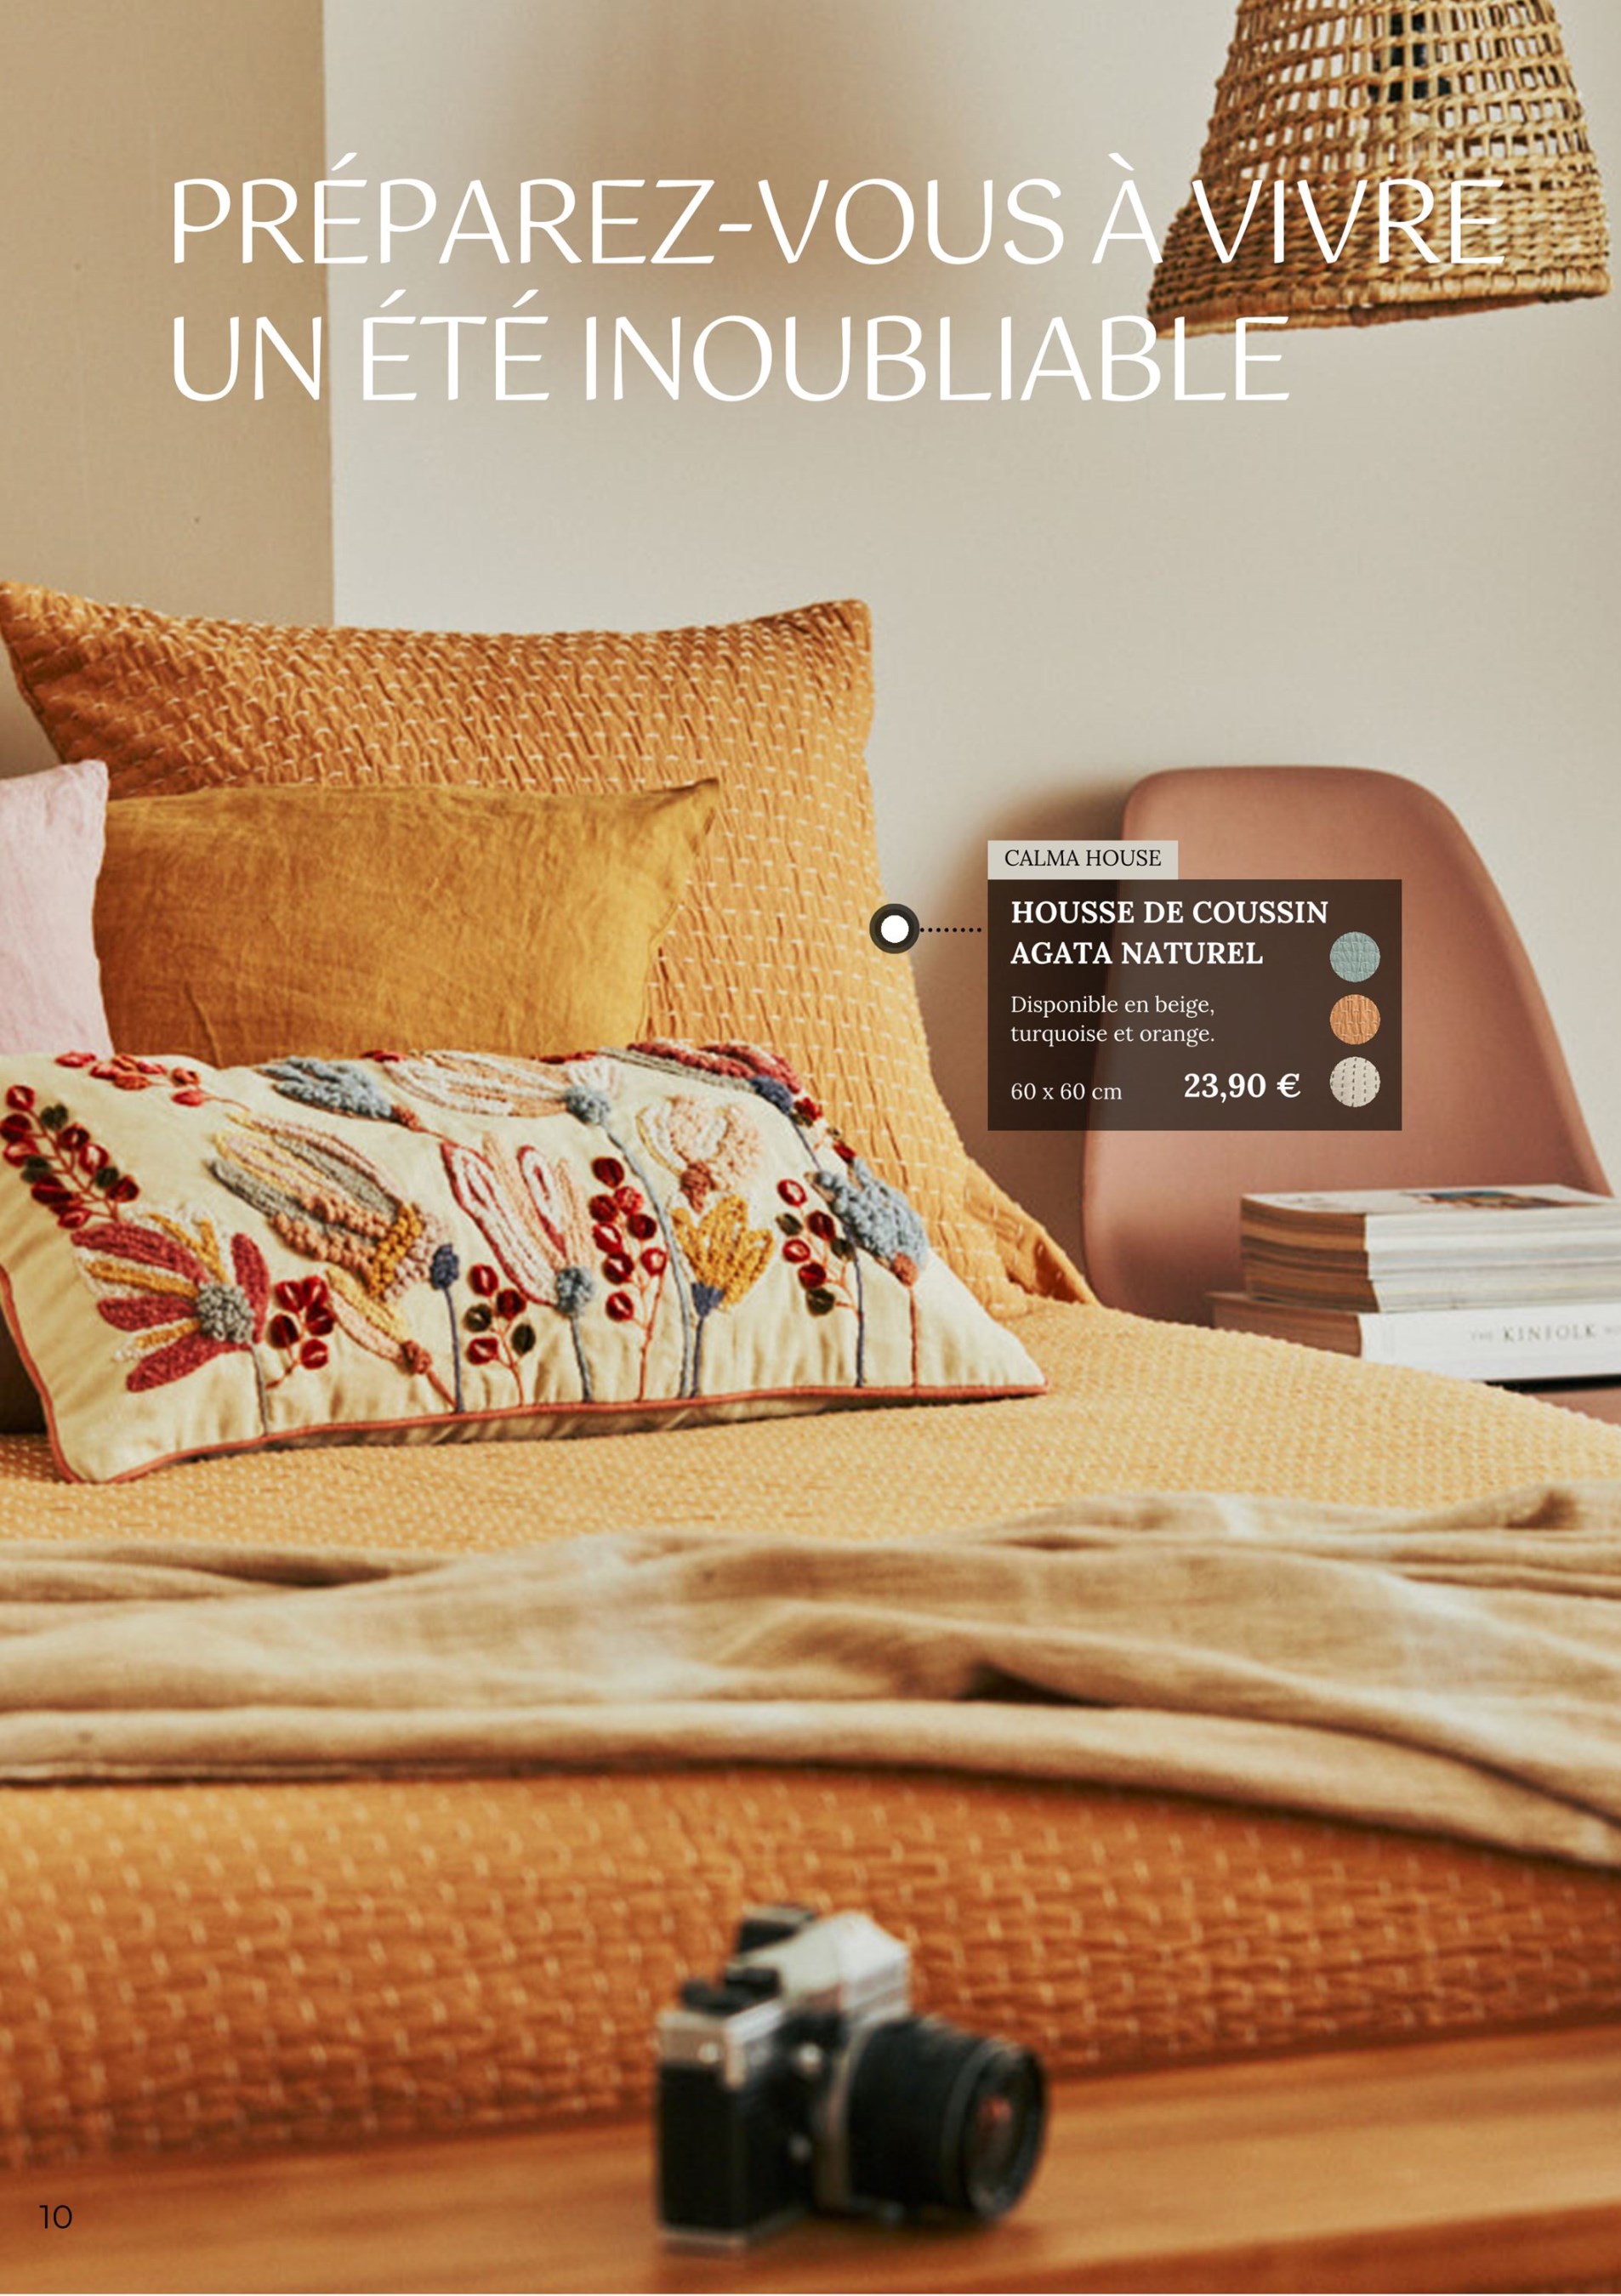 PRÉPAREZ-VOUS À VIVRE
UN ÉTÉ INOUBLIABLE
CALMA HOUSE
HOUSSE DE COUSSIN
AGATA NATUREL
Disponible en beige,
turquoise et orange.
60 x 60 cm 23,90 €
KINFOLK
10